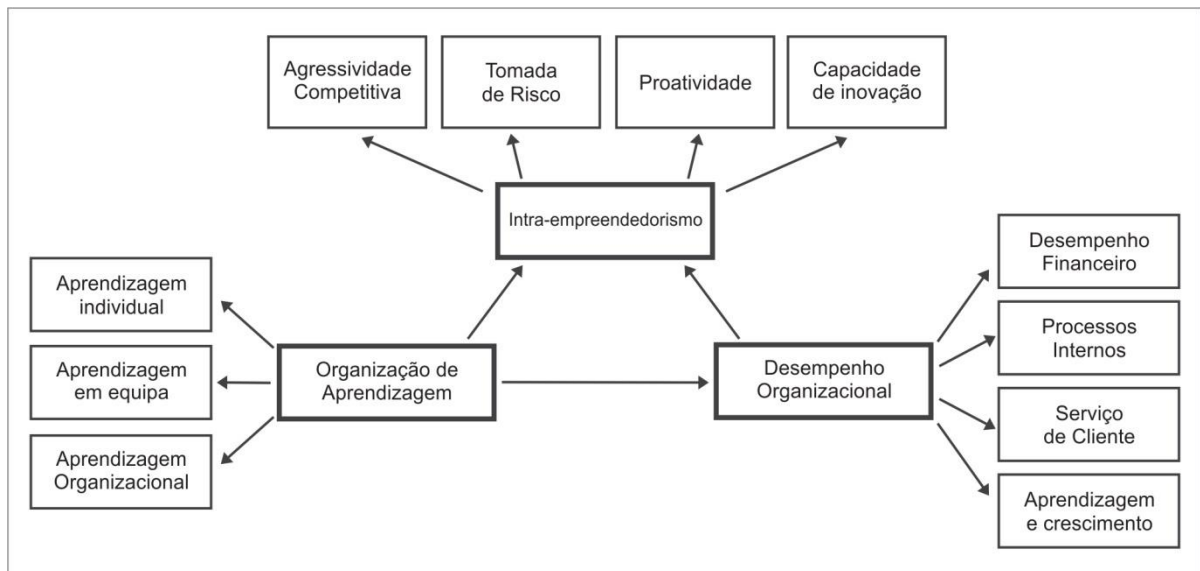 Agressividade
Competitiva
Tomada
de Risco
Proatividade
Capacidade
de inovação
Intra-empreendedorismo
Aprendizagem
individual
Aprendizagem
em equipa
Aprendizagem
Organizacional
Organização de
Aprendizagem
Desempenho
Organizacional
Desempenho
Financeiro
Processos
Internos
Serviço
de Cliente
Aprendizagem
e crescimento